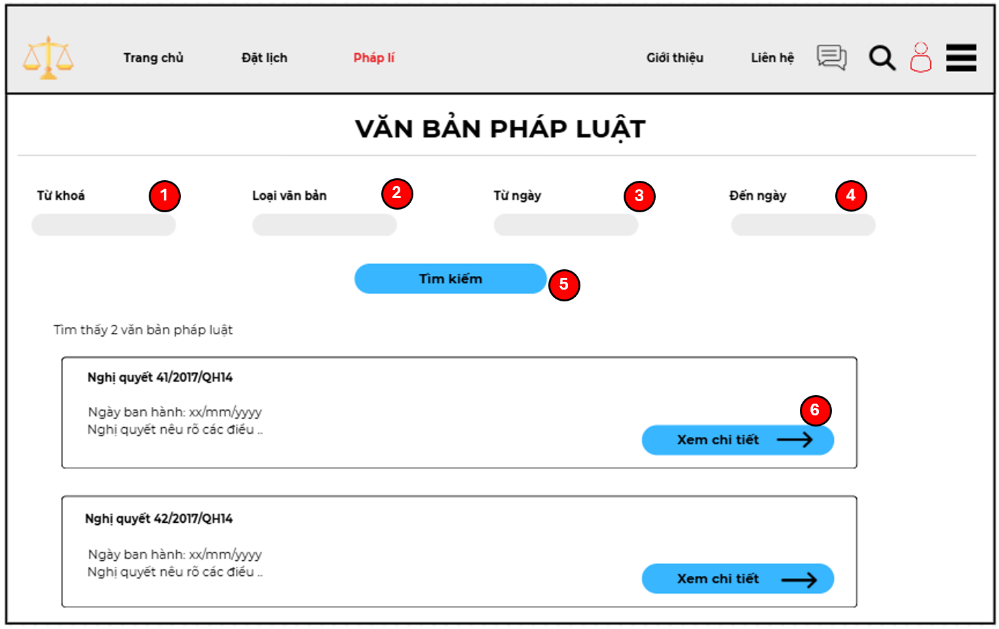 Trang chủ Đặt lịch Pháp lí Giới thiệu Liên hệ
VĂN BẢN PHÁP LUẬT
Từ khoá 1 Loại văn bản 2 Từ ngày 3 Đến ngày 4
Tìm kiếm 5
Tìm thấy 2 văn bản pháp luật
Nghị quyết 41/2017/QH14
Ngày ban hành: xx/mm/yyyy
Nghị quyết nêu rõ các điều ..
6
Xem chi tiết
Nghị quyết 42/2017/QH14
Ngày ban hành: xx/mm/yyyy
Nghị quyết nêu rõ các điều ..
Xem chi tiết